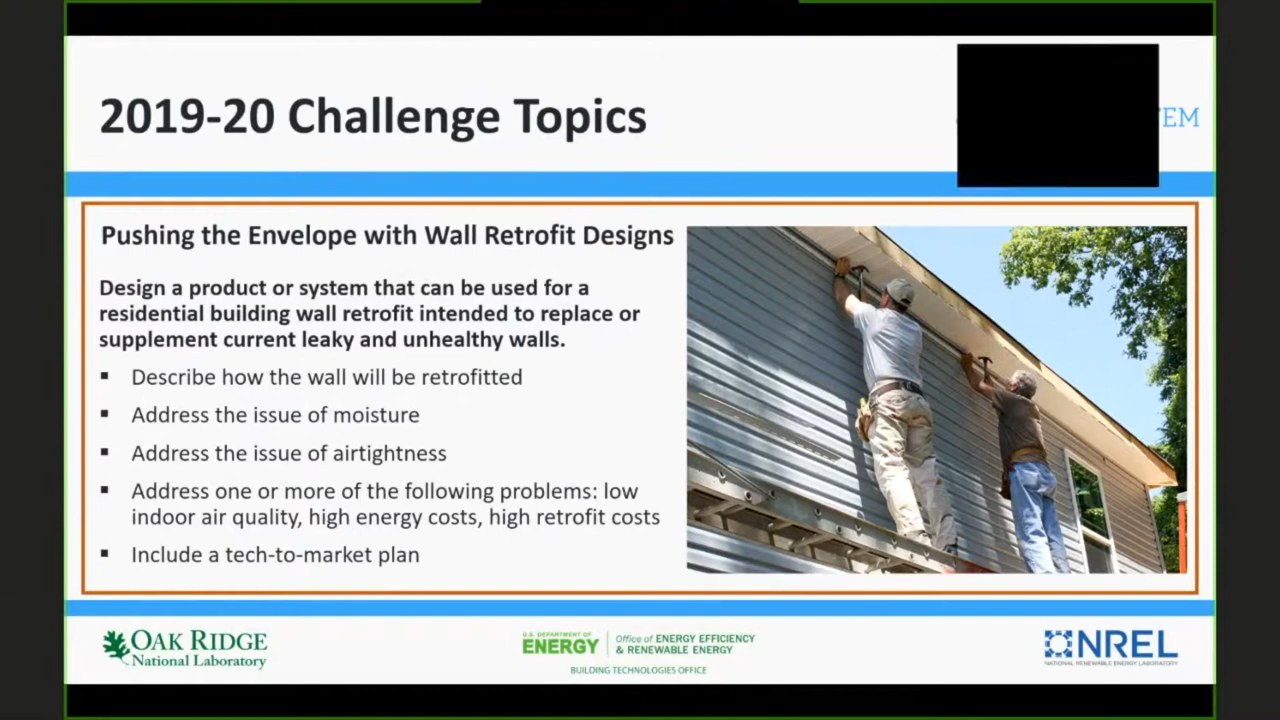 2019-20 Challenge Topics
EM
Pushing the Envelope with Wall Retrofit Designs
Design a product or system that can be used for a
residential building wall retrofit intended to replace or
supplement current leaky and unhealthy walls.
▪ Describe how the wall will be retrofitted
▪ Address the issue of moisture
▪ Address the issue of airtightness
▪ Address one or more of the following problems: low
indoor air quality, high energy costs, high retrofit costs
▪ Include a tech-to-market plan
OAK RIDGE
National Laboratory
U.S. DEPARTMENT OF
ENERGY
Office of ENERGY EFFICIENCY
& RENEWABLE ENERGY
BUILDING TECHNOLOGIES OFFICE
NREL
NATIONAL RENEWABLE ENERGY LABORATORY